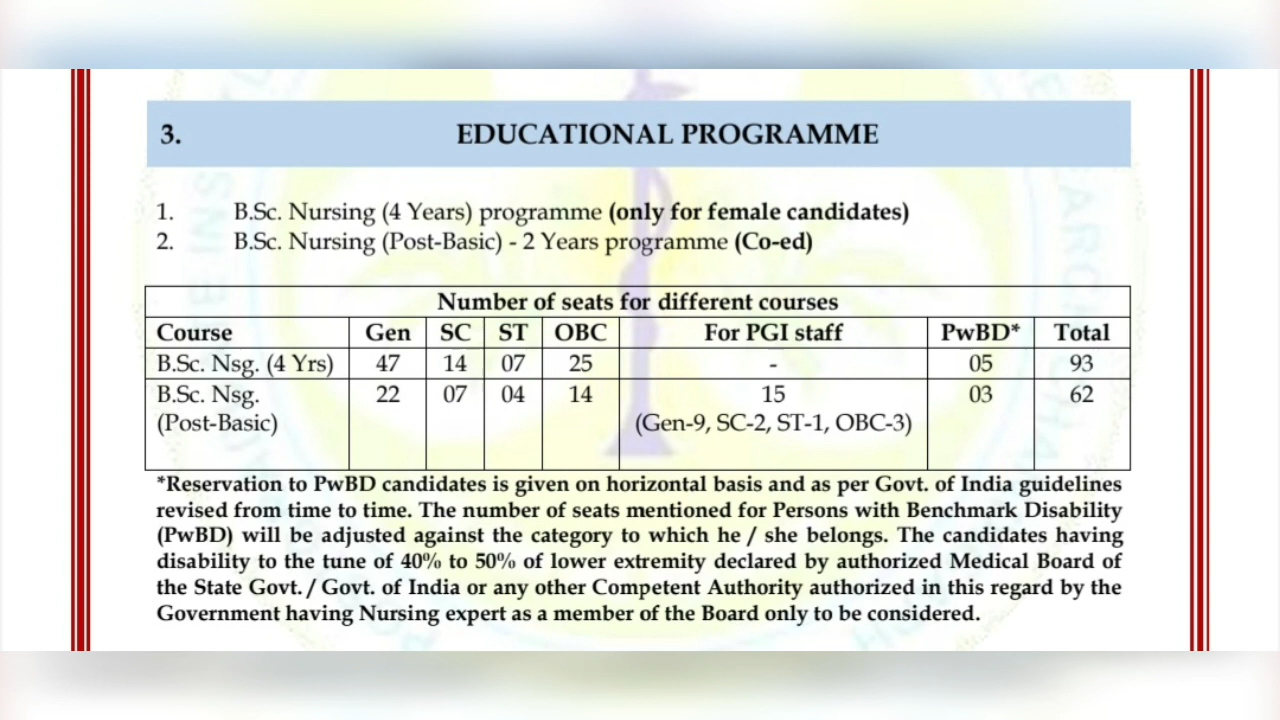 3. EDUCATIONAL PROGRAMME
1. B.Sc. Nursing (4 Years) programme (only for female candidates)
2. B.Sc. Nursing (Post-Basic) - 2 Years programme (Co-ed)
Number of seats for different courses
Course Gen SC ST OBC For PGI staff PwBD* Total
B.Sc. Nsg. (4 Yrs) 47 14 07 25 - 05 93
B.Sc. Nsg. 22 07 04 14 15 03 62
(Post-Basic) (Gen-9, SC-2, ST-1, OBC-3)
*Reservation to PwBD candidates is given on horizontal basis and as per Govt. of India guidelines
revised from time to time. The number of seats mentioned for Persons with Benchmark Disability
(PwBD) will be adjusted against the category to which he / she belongs. The candidates having
disability to the tune of 40% to 50% of lower extremity declared by authorized Medical Board of
the State Govt. / Govt. of India or any other Competent Authority authorized in this regard by the
Government having Nursing expert as a member of the Board only to be considered.